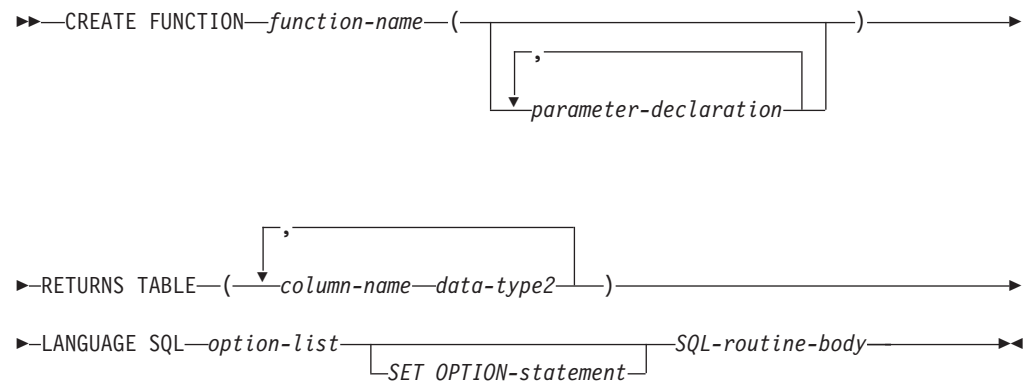 CREATE FUNCTION function-name ( )
,
parameter-declaration
,
RETURNS TABLE ( column-name data-type2 )
LANGUAGE SQL option-list SQL-routine-body
SET OPTION-statement